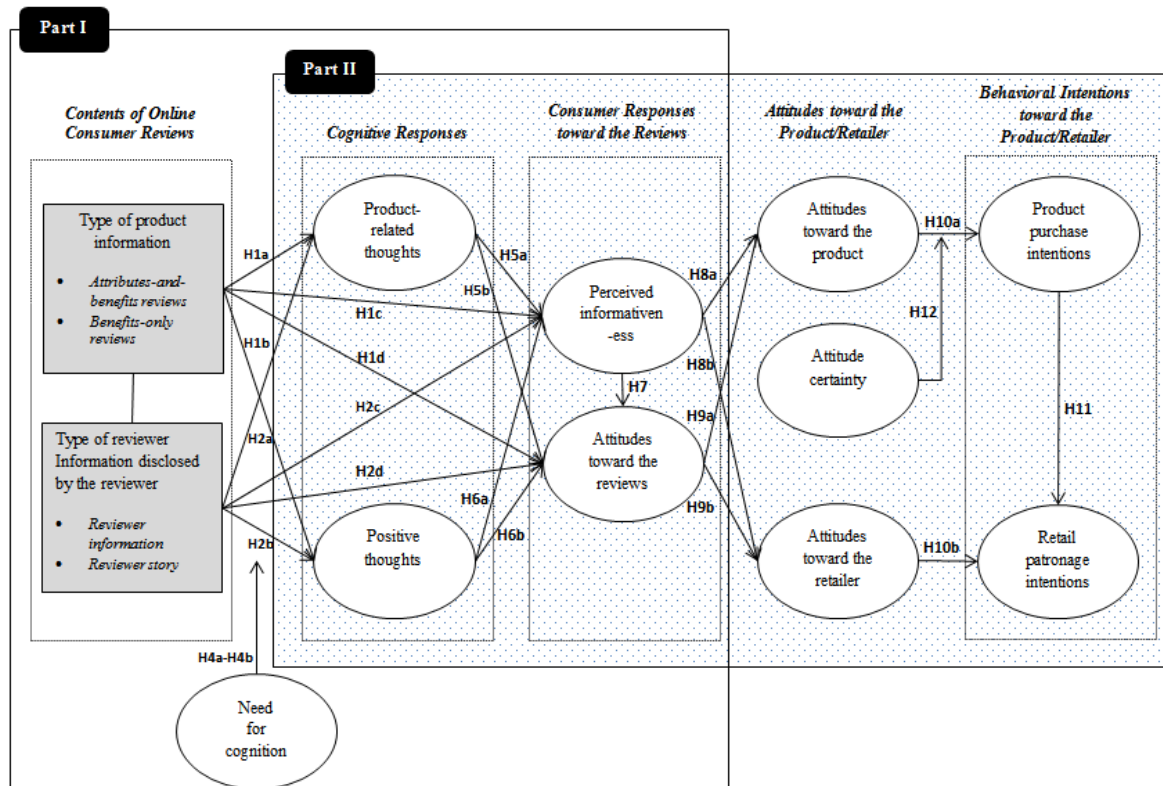 Part I
Part II
Contents of Online
Consumer Reviews
Cognitive Responses
Consumer Responses
toward the Reviews
Attitudes toward the
Product/Retailer
Behavioral Intentions
toward the
Product/Retailer
Type of product
information
• Attributes-and-
benefits reviews
• Benefits-only
reviews
Type of reviewer
Information disclosed
by the reviewer
• Reviewer
information
• Reviewer story
H1a
H1c
H1b
H1d
H2c
H2a
H2d
H2b
H4a-H4b
Need
for
cognition
Product-
related
thoughts
Positive
thoughts
H5a
H5b
H6a
H6b
Perceived
informativen
-ess
H7
Attitudes
toward the
reviews
H8a
H8b
H9a
H9b
Attitudes
toward the
product
Attitude
certainty
Attitudes
toward the
retailer
H10a
H12
H10b
Product
purchase
intentions
H11
Retail
patronage
intentions